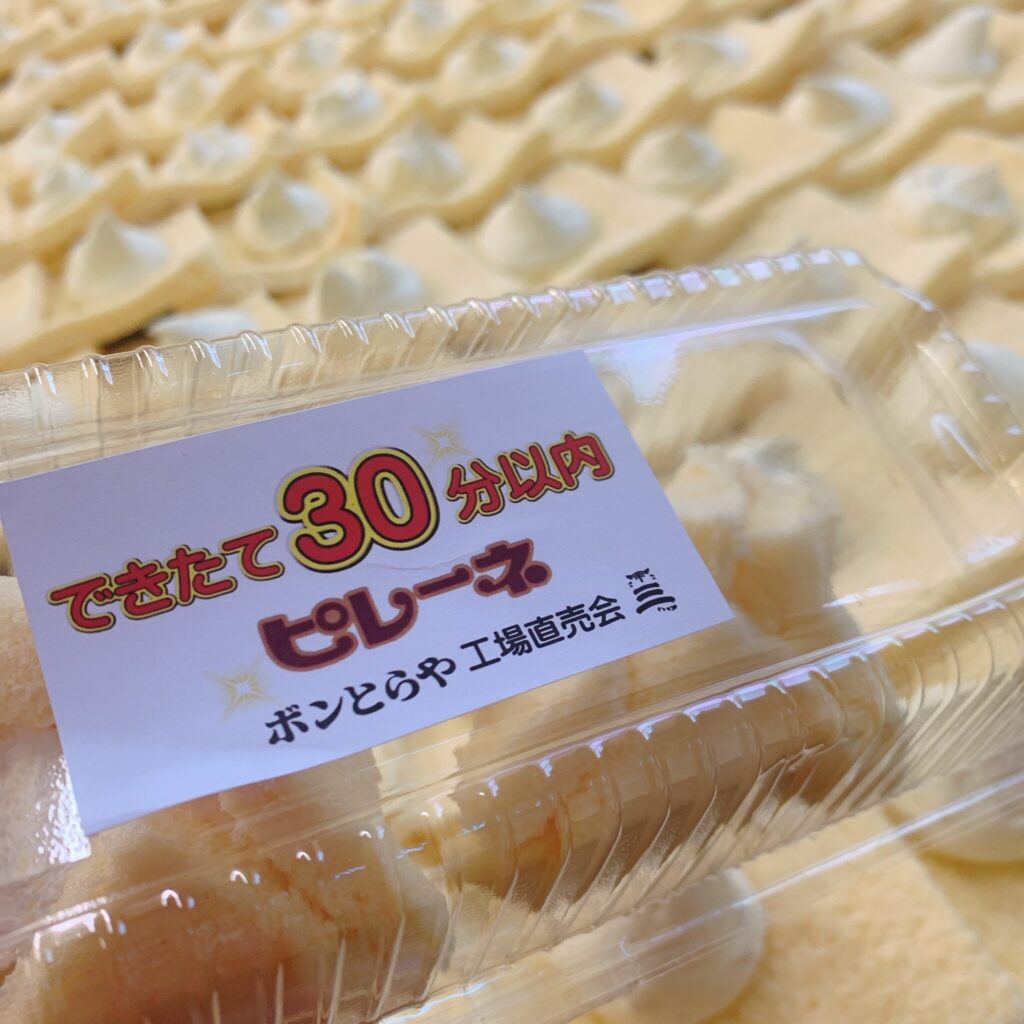 できたて30分以内
ピレーネ
ボンとらや 工場直売会